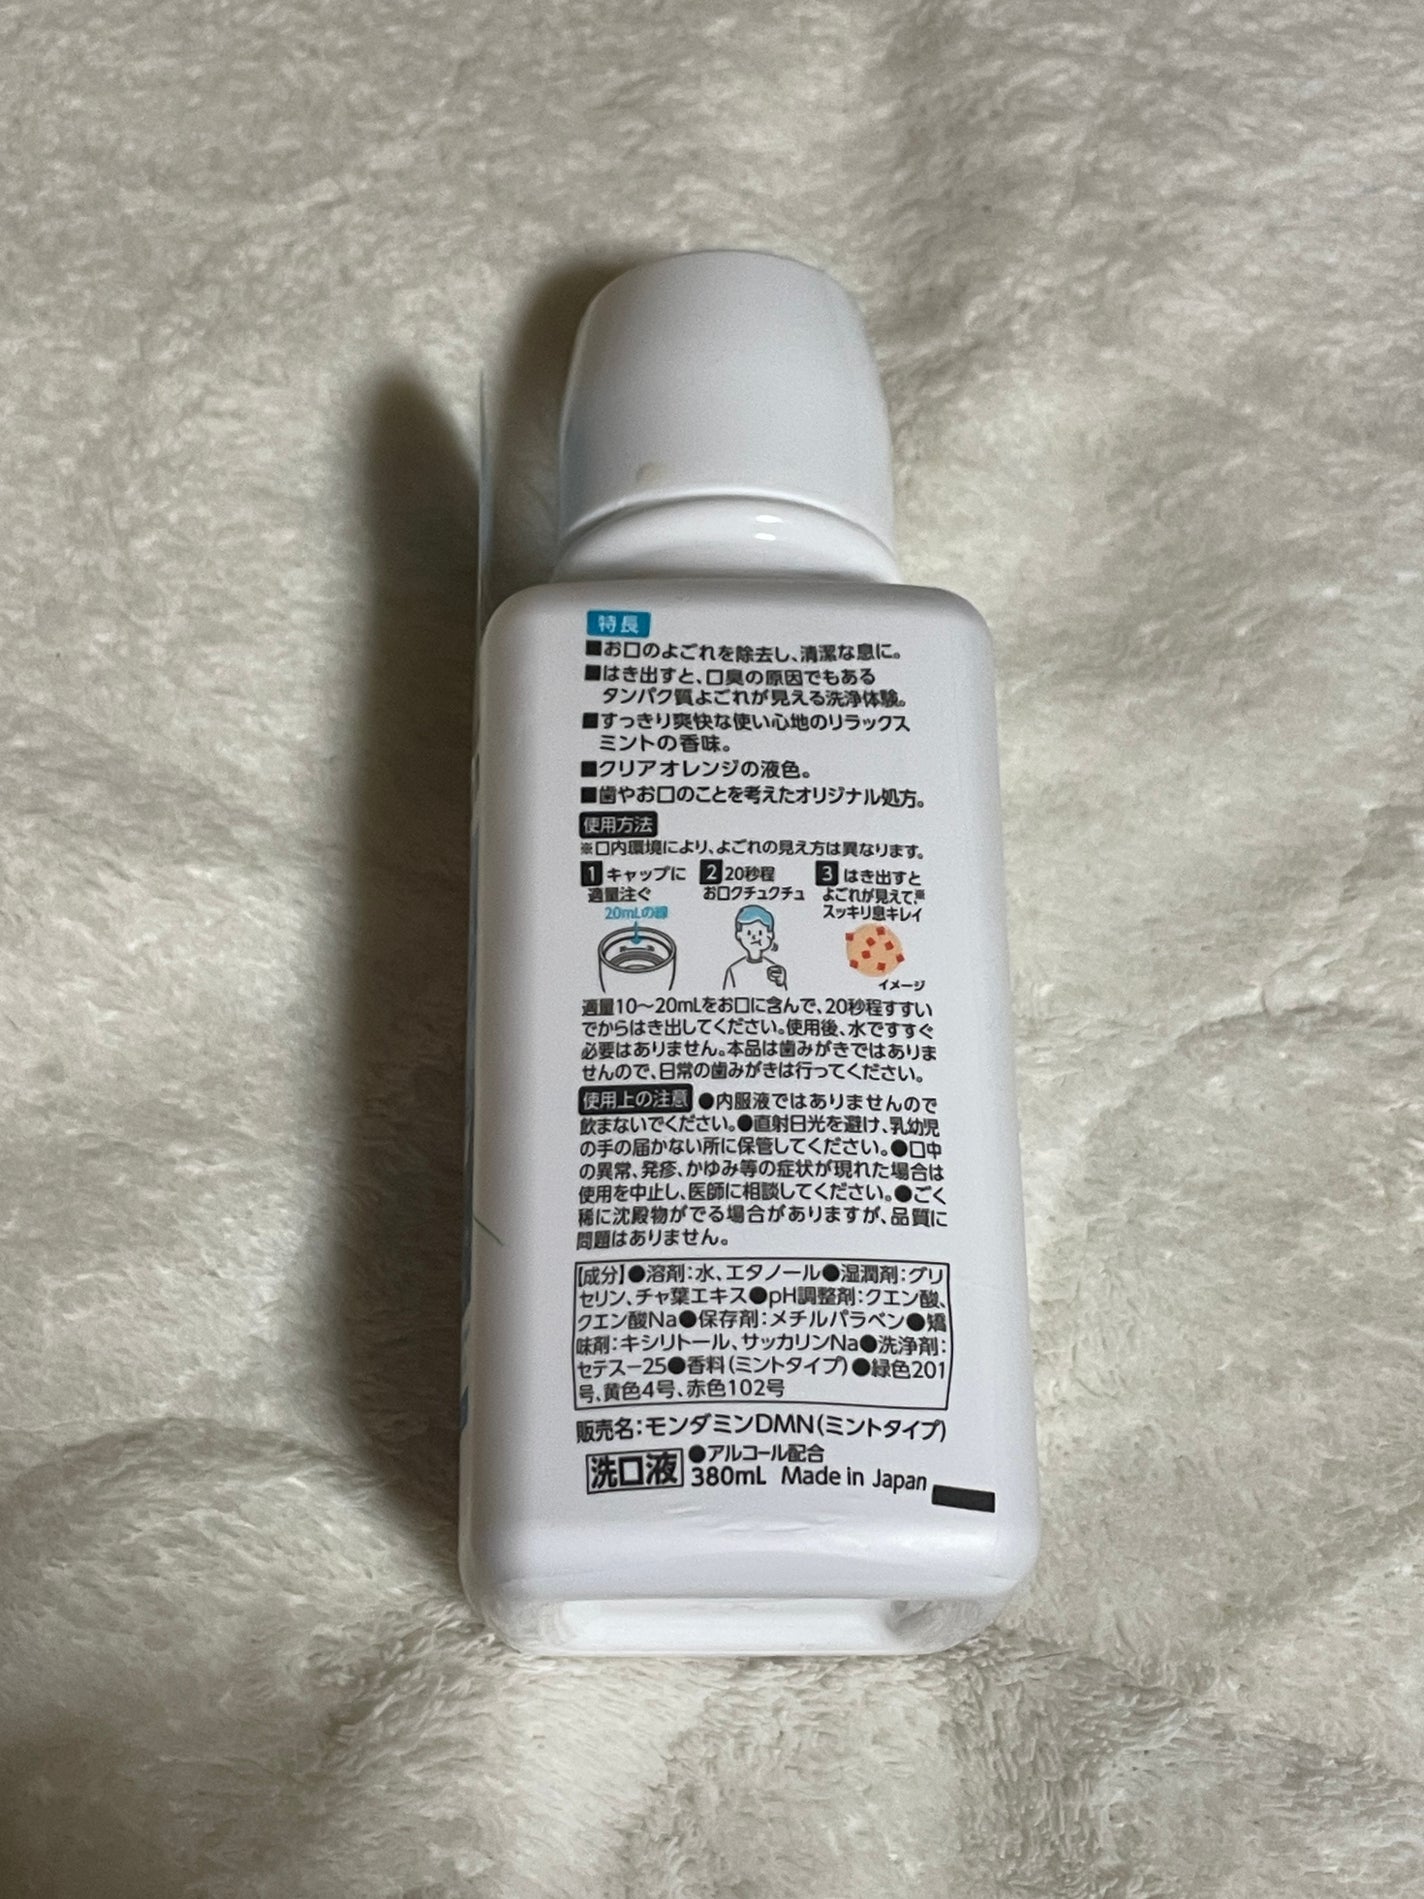 特長
■お口のよごれを除去し、清潔な息に。
■はき出すと、口臭の原因でもある
タンパク質よごれが見える洗浄体験。
■すっきり爽快な使い心地のリラックス
ミントの香味。
■クリアオレンジの液色。
■歯やお口のことを考えたオリジナル処方。
使用方法
※口内環境により、よごれの見え方は異なります。
1 キャップに
適量注ぐ
20mLの線
2 20秒程
お口クチュクチュ
3 はき出すと
よごれが見えて※
スッキリ息キレイ
イメージ
適量10〜20mLをお口に含んで、20秒程すすい
でからはき出してください。使用後、水ですすぐ
必要はありません。本品は歯みがきではありま
せんので、日常の歯みがきは行ってください。
使用上の注意 ●内服液ではありませんので
飲まないでください。●直射日光を避け、乳幼児
の手の届かない所に保管してください。●口中
の異常、発疹、かゆみ等の症状が現れた場合は
使用を中止し、医師に相談してください。●ごく
稀に沈殿物がでる場合がありますが、品質に
問題はありません。
【成分】●溶剤：水、エタノール●湿潤剤：グリ
セリン、チャ葉エキス●pH調整剤：クエン酸、
クエン酸Na●保存剤：メチルパラベン●矯
味剤：キシリトール、サッカリンNa●洗浄剤：
セテス－25●香料（ミントタイプ）●緑色201
号、黄色4号、赤色102号
販売名：モンダミンDMN（ミントタイプ）
洗口液
●アルコール配合
380mL Made in Japan